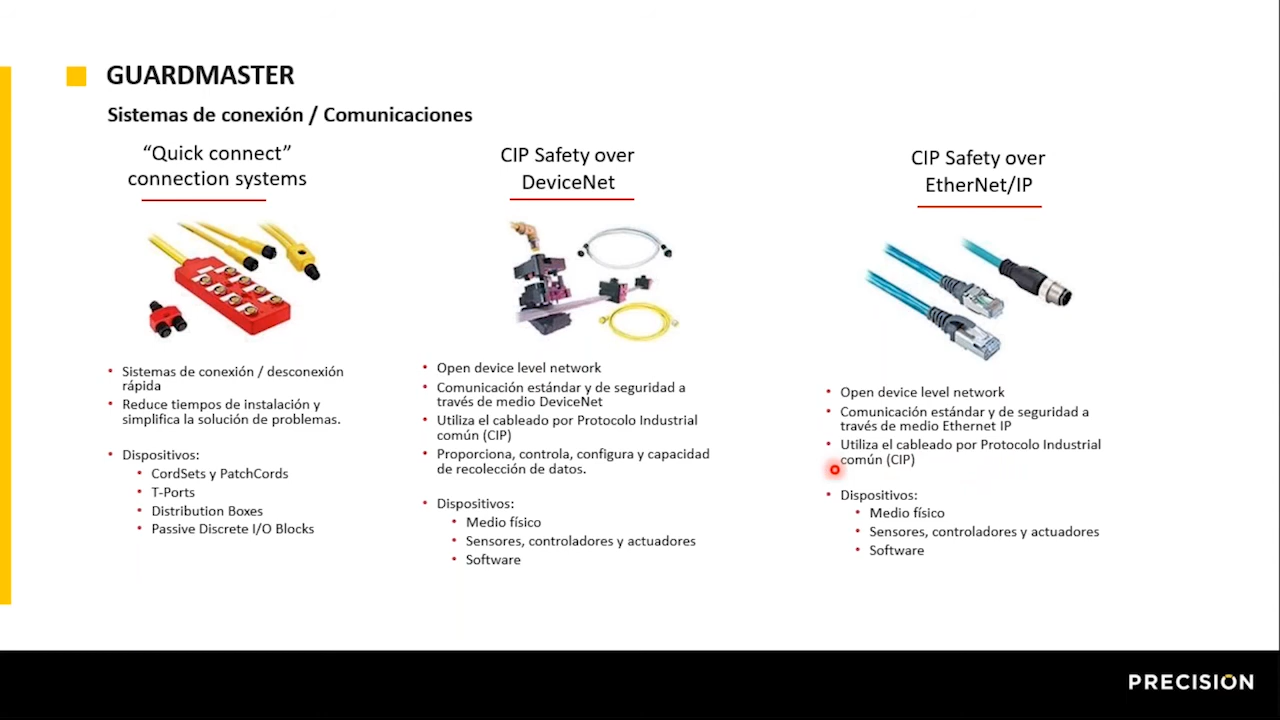 GUARDMASTER
Sistemas de conexión / Comunicaciones
“Quick connect”
connection systems
• Sistemas de conexión / desconexión
rápida
• Reduce tiempos de instalación y
simplifica la solución de problemas.
• Dispositivos:
• CordSets y PatchCords
• T-Ports
• Distribution Boxes
• Passive Discrete I/O Blocks
CIP Safety over
DeviceNet
• Open device level network
• Comunicación estándar y de seguridad a
través de medio DeviceNet
• Utiliza el cableado por Protocolo Industrial
común (CIP)
• Proporciona, controla, configura y capacidad
de recolección de datos.
• Dispositivos:
• Medio físico
• Sensores, controladores y actuadores
• Software
CIP Safety over
EtherNet/IP
• Open device level network
• Comunicación estándar y de seguridad a
través de medio Ethernet IP
• Utiliza el cableado por Protocolo Industrial
común (CIP)
• Dispositivos:
• Medio físico
• Sensores, controladores y actuadores
• Software
PRECISIÓN